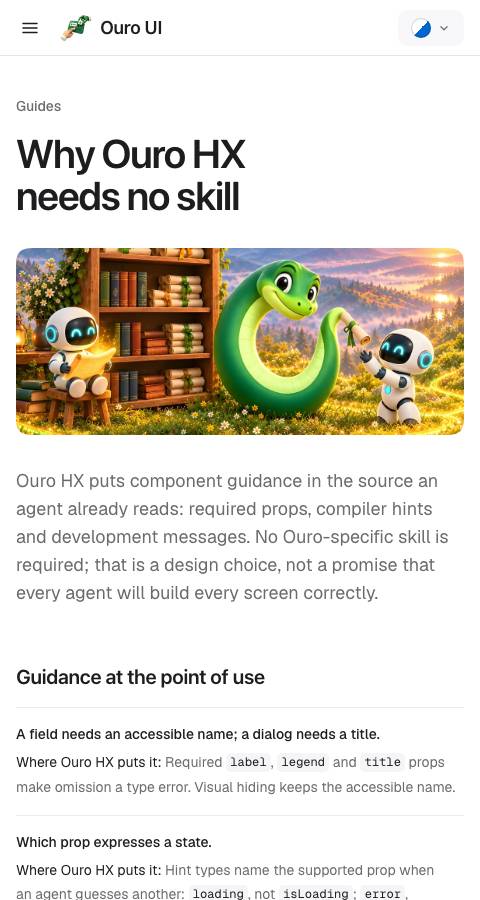 Ouro UI
Guides
Why Ouro HX
needs no skill
Ouro HX puts component guidance in the source an
agent already reads: required props, compiler hints
and development messages. No Ouro-specific skill is
required; that is a design choice, not a promise that
every agent will build every screen correctly.
Guidance at the point of use
A field needs an accessible name; a dialog needs a title.
Where Ouro HX puts it: Required label, legend and title props
make omission a type error. Visual hiding keeps the accessible name.
Which prop expresses a state.
Where Ouro HX puts it: Hint types name the supported prop when
an agent guesses another: loading, not isLoading; error,